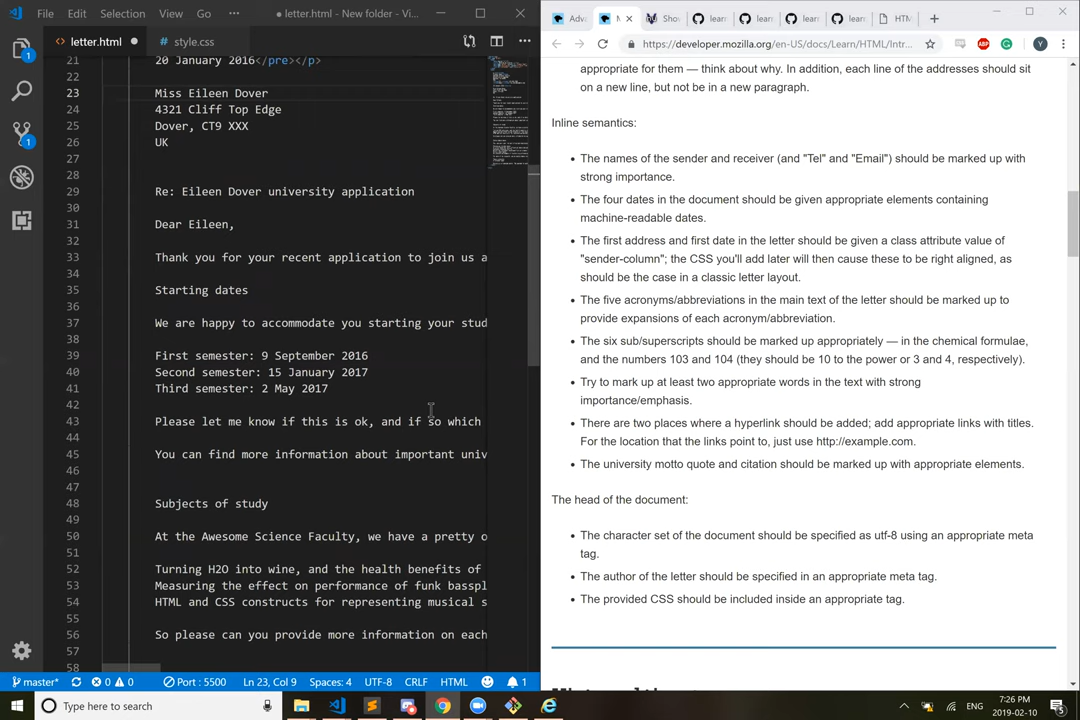 File Edit Selection View Go ··· ● letter.html - New folder - Vi...
letter.html ● style.css
21 20 January 2016</pre></p>
22
23 Miss Eileen Dover
24 4321 Cliff Top Edge
25 Dover, CT9 XXX
26 UK
27
28
29 Re: Eileen Dover university application
30
31 Dear Eileen,
32
33 Thank you for your recent application to join us a
34
35 Starting dates
36
37 We are happy to accommodate you starting your stud
38
39 First semester: 9 September 2016
40 Second semester: 15 January 2017
41 Third semester: 2 May 2017
42
43 Please let me know if this is ok, and if so which
44
45 You can find more information about important univ
46
47
48 Subjects of study
49
50 At the Awesome Science Faculty, we have a pretty o
51
52 Turning H2O into wine, and the health benefits of
53 Measuring the effect on performance of funk basspl
54 HTML and CSS constructs for representing musical s
55
56 So please can you provide more information on each
57
58
1
1
master* 0 0 Port : 5500 Ln 23, Col 9 Spaces: 4 UTF-8 CRLF HTML 1
Adva M Shov learn learn learn learn HTM
https://developer.mozilla.org/en-US/docs/Learn/HTML/Intr... ABP Y
appropriate for them — think about why. In addition, each line of the addresses should sit
on a new line, but not be in a new paragraph.
Inline semantics:
• The names of the sender and receiver (and "Tel" and "Email") should be marked up with
strong importance.
• The four dates in the document should be given appropriate elements containing
machine-readable dates.
• The first address and first date in the letter should be given a class attribute value of
"sender-column"; the CSS you'll add later will then cause these to be right aligned, as
should be the case in a classic letter layout.
• The five acronyms/abbreviations in the main text of the letter should be marked up to
provide expansions of each acronym/abbreviation.
• The six sub/superscripts should be marked up appropriately — in the chemical formulae,
and the numbers 103 and 104 (they should be 10 to the power or 3 and 4, respectively).
• Try to mark up at least two appropriate words in the text with strong
importance/emphasis.
• There are two places where a hyperlink should be added; add appropriate links with titles.
For the location that the links point to, just use http://example.com.
• The university motto quote and citation should be marked up with appropriate elements.
The head of the document:
• The character set of the document should be specified as utf-8 using an appropriate meta
tag.
• The author of the letter should be specified in an appropriate meta tag.
• The provided CSS should be included inside an appropriate tag.
Type here to search
ENG
7:26 PM
2019-02-10
5